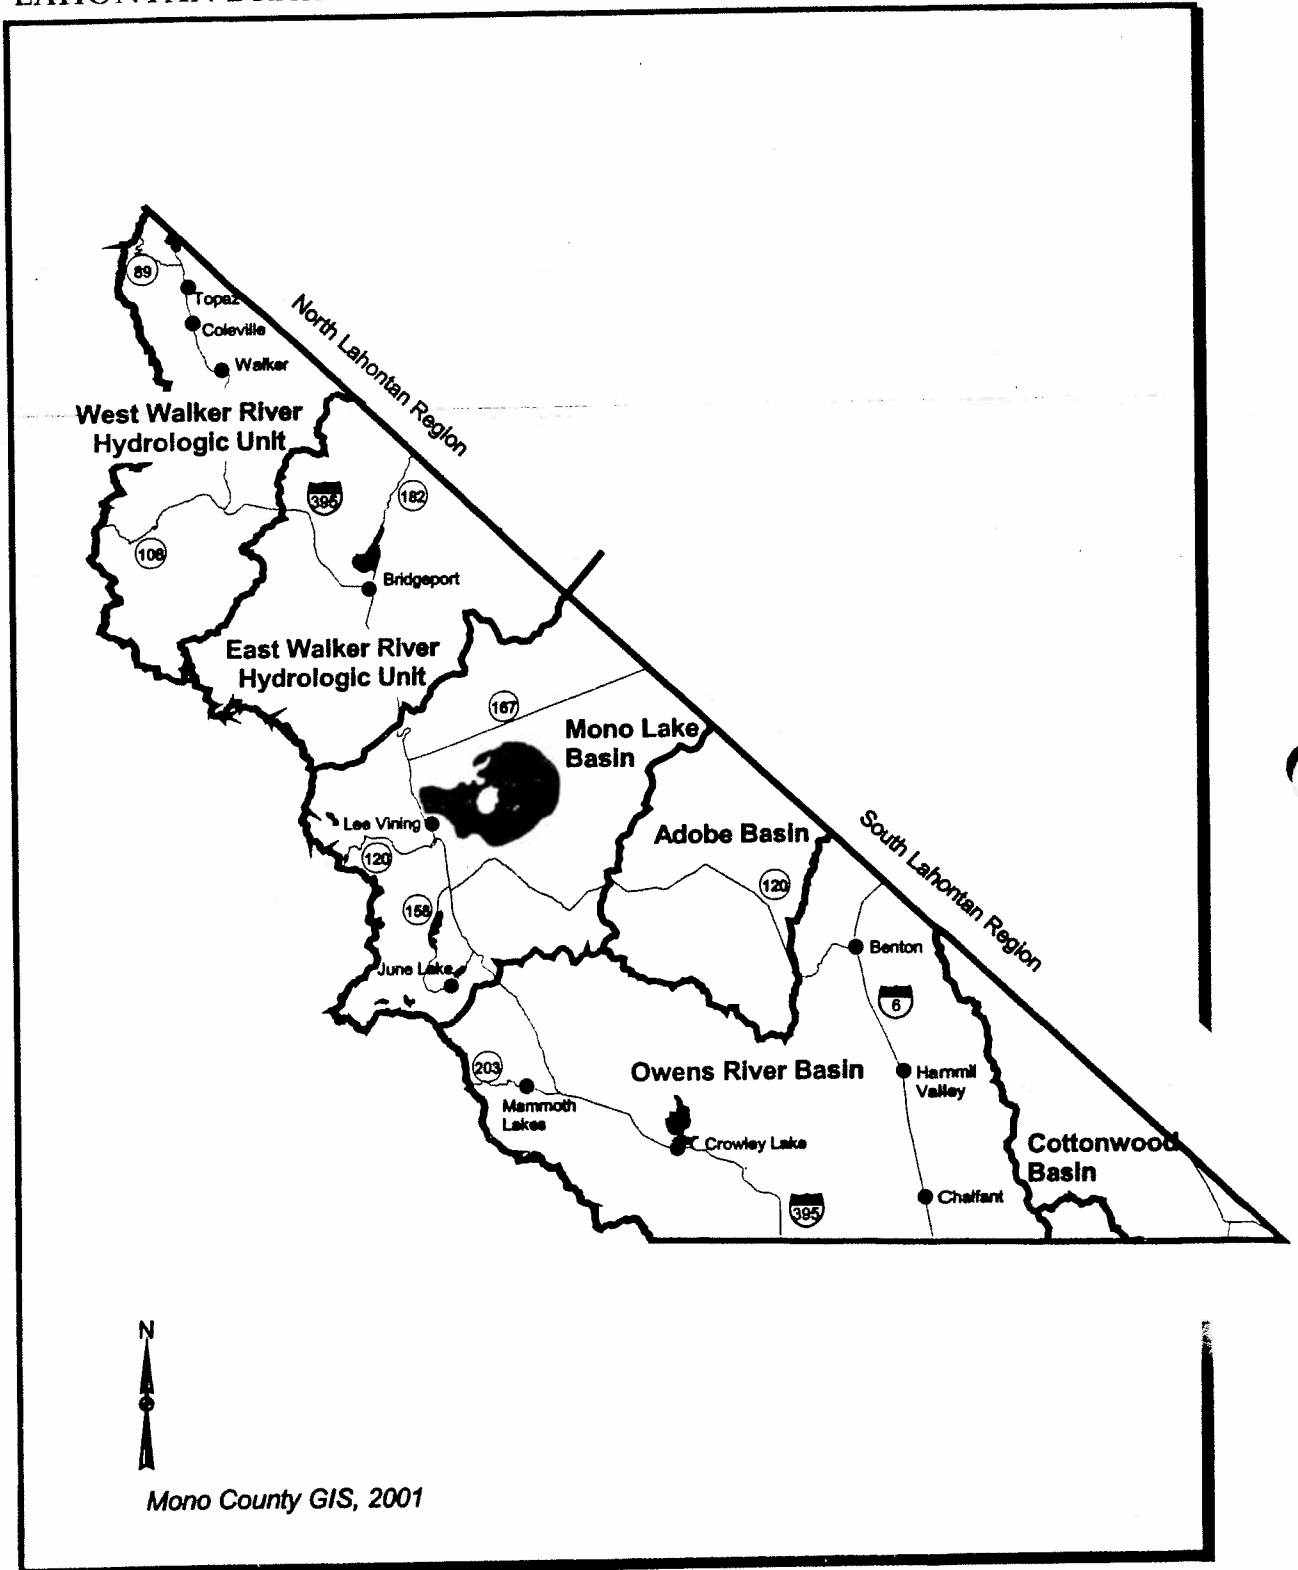 89
Topaz
Coleville
Walker
North Lahontan Region
West Walker River
Hydrologic Unit
395
182
108
Bridgeport
East Walker River
Hydrologic Unit
167
Mono Lake
Basin
Lee Vining
120
Adobe Basin
South Lahontan Region
120
158
Benton
June Lake
6
203
Owens River Basin
Hammil
Valley
Mammoth
Lakes
Crowley Lake
Cottonwood
Basin
Chalfant
395
N
Mono County GIS, 2001